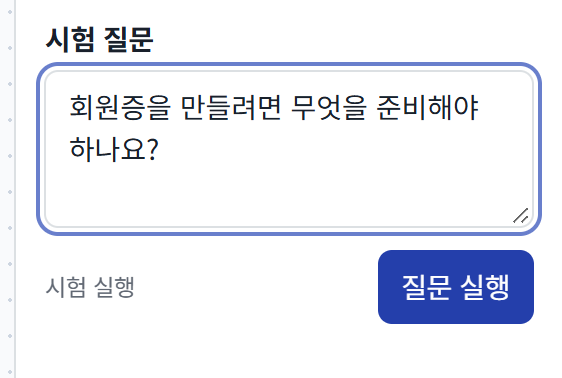 시험 질문
회원증을 만들려면 무엇을 준비해야
하나요?
시험 실행
질문 실행